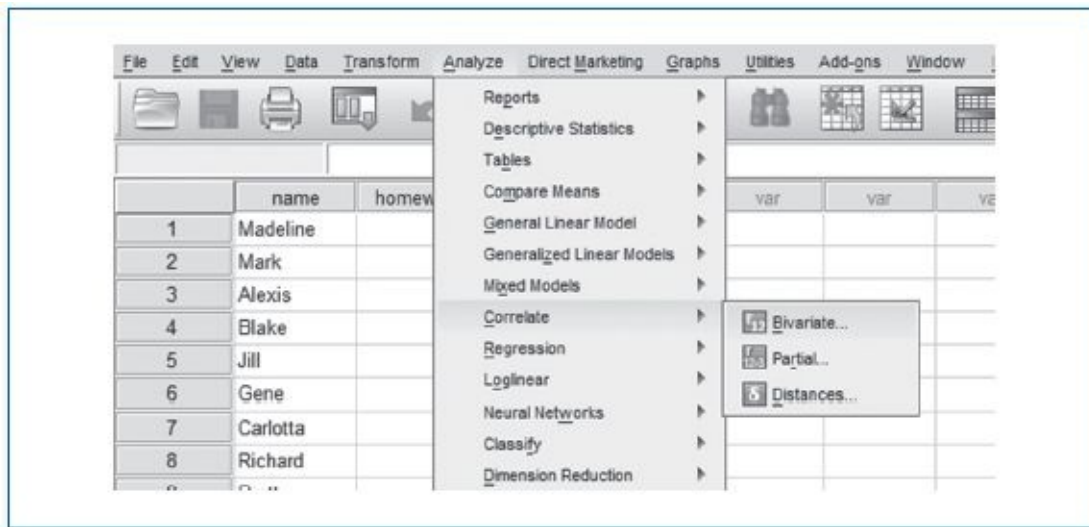 File Edit View Data Transform Analyze Direct Marketing Graphs Utilities Add-ons Window
Reports
Descriptive Statistics
Tables
Compare Means
General Linear Model
Generalized Linear Models
Mixed Models
Correlate
Regression
Loglinear
Neural Networks
Classify
Dimension Reduction
Bivariate...
Partial...
Distances...
name homew var var va
1 Madeline
2 Mark
3 Alexis
4 Blake
5 Jill
6 Gene
7 Carlotta
8 Richard